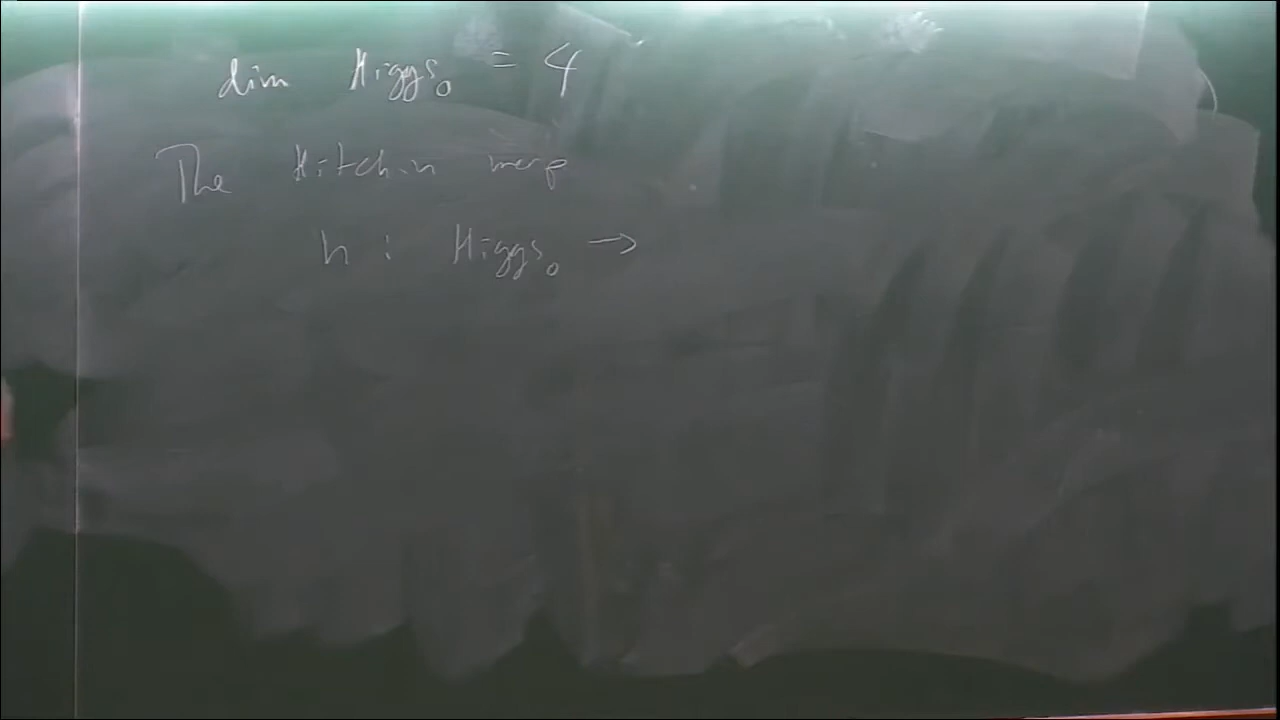 dim Higgs₀ = 4
The Hitchin map
h : Higgs₀ →